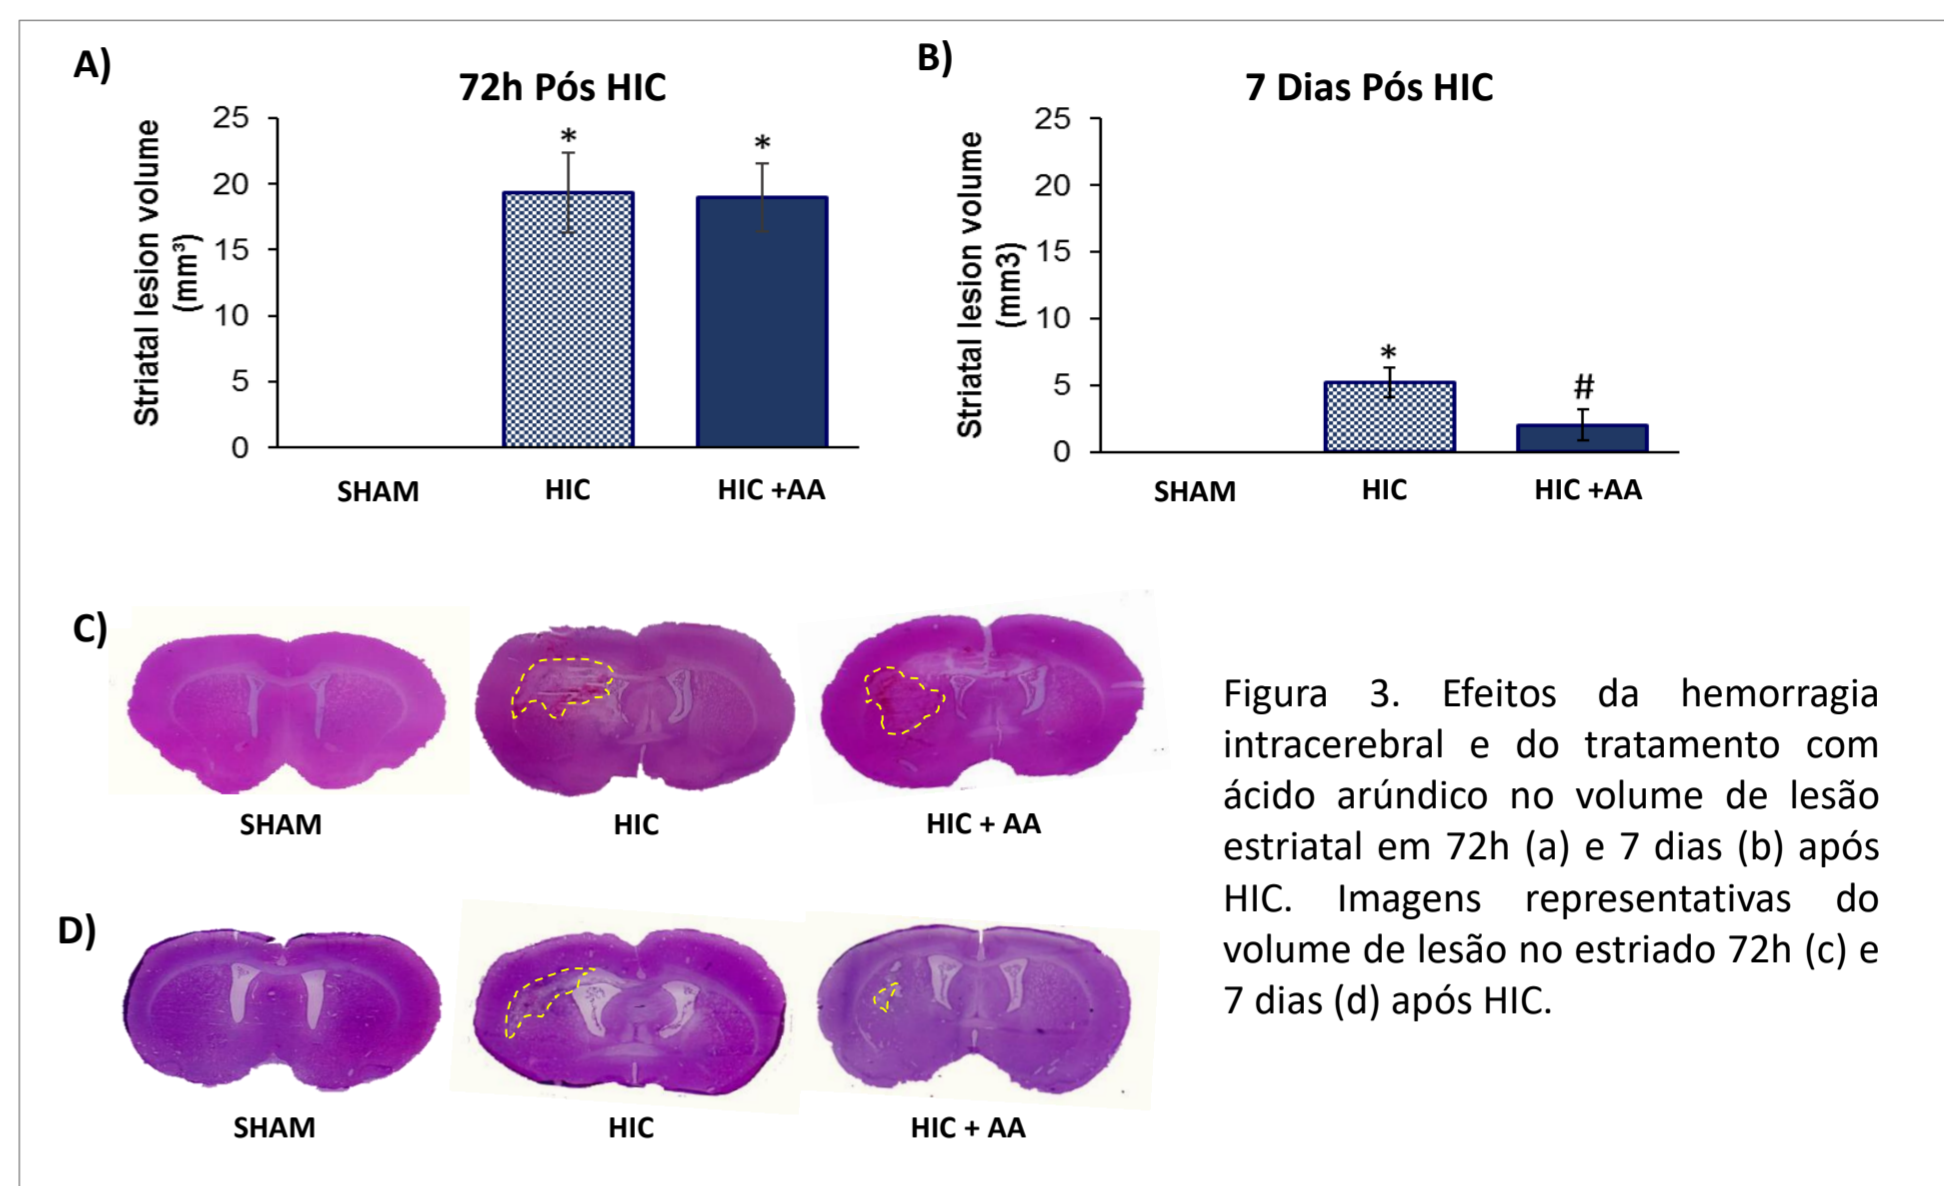 A)
72h Pós HIC
Striatal lesion volume
(mm³)
25
20
15
10
5
0
*
*
SHAM
HIC
HIC +AA
B)
7 Dias Pós HIC
Striatal lesion volume
(mm3)
25
20
15
10
5
0
*
#
SHAM
HIC
HIC +AA
C)
SHAM
HIC
HIC + AA
D)
SHAM
HIC
HIC + AA
Figura 3. Efeitos da hemorragia
intracerebral e do tratamento com
ácido arúndico no volume de lesão
estriatal em 72h (a) e 7 dias (b) após
HIC. Imagens representativas do
volume de lesão no estriado 72h (c) e
7 dias (d) após HIC.